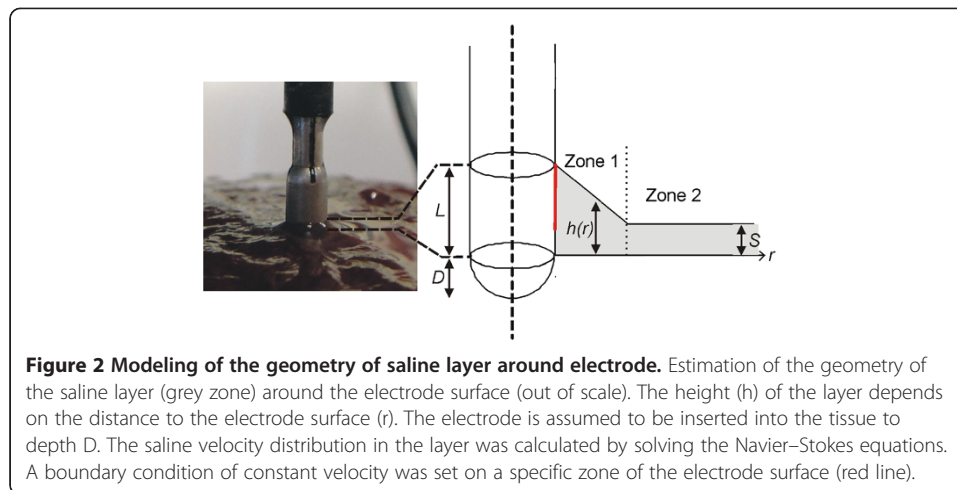 Zone 1
Zone 2
L
h(r)
S
r
D
Figure 2 Modeling of the geometry of saline layer around electrode. Estimation of the geometry of
the saline layer (grey zone) around the electrode surface (out of scale). The height (h) of the layer depends
on the distance to the electrode surface (r). The electrode is assumed to be inserted into the tissue to
depth D. The saline velocity distribution in the layer was calculated by solving the Navier–Stokes equations.
A boundary condition of constant velocity was set on a specific zone of the electrode surface (red line).